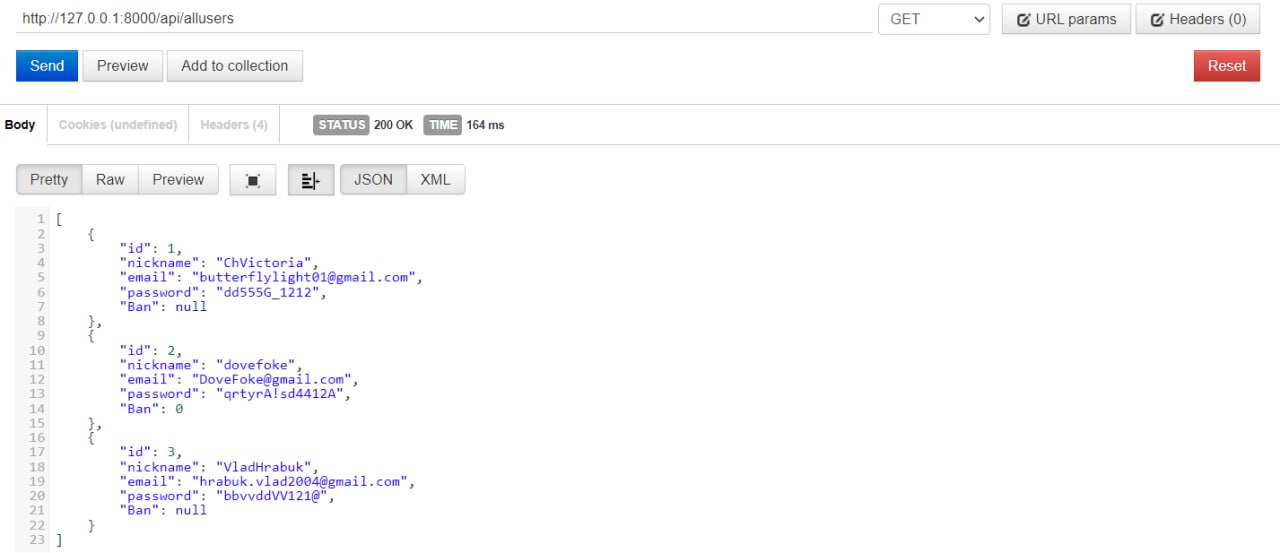 http://127.0.0.1:8000/api/allusers GET URL params Headers (0)
Send Preview Add to collection Reset
Body Cookies (undefined) Headers (4) STATUS 200 OK TIME 164 ms
Pretty Raw Preview JSON XML
1 [
2 {
3 "id": 1,
4 "nickname": "ChVictoria",
5 "email": "butterflylight01@gmail.com",
6 "password": "dd555G_1212",
7 "Ban": null
8 },
9 {
10 "id": 2,
11 "nickname": "dovefoke",
12 "email": "DoveFoke@gmail.com",
13 "password": "qrtyrA!sd4412A",
14 "Ban": 0
15 },
16 {
17 "id": 3,
18 "nickname": "VladHrabuk",
19 "email": "hrabuk.vlad2004@gmail.com",
20 "password": "bbvvddVV121@",
21 "Ban": null
22 }
23 ]